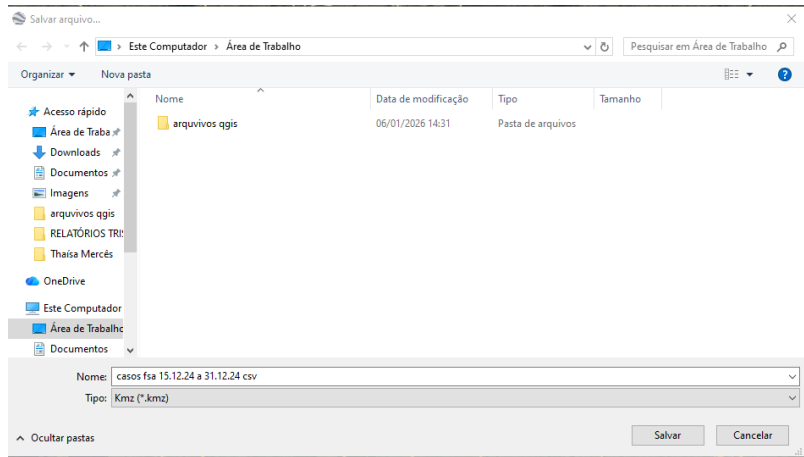 Salvar arquivo...
Este Computador > Área de Trabalho
Pesquisar em Área de Trabalho
Organizar
Nova pasta
Nome
Data de modificação
Tipo
Tamanho
arquvivos qgis
06/01/2026 14:31
Pasta de arquivos
Acesso rápido
Área de Traba
Downloads
Documentos
Imagens
arquvivos qgis
RELATÓRIOS TRI
Thaísa Mercês
OneDrive
Este Computador
Área de Trabalho
Documentos
Nome: casos fsa 15.12.24 a 31.12.24 csv
Tipo: Kmz (*.kmz)
Ocultar pastas
Salvar
Cancelar